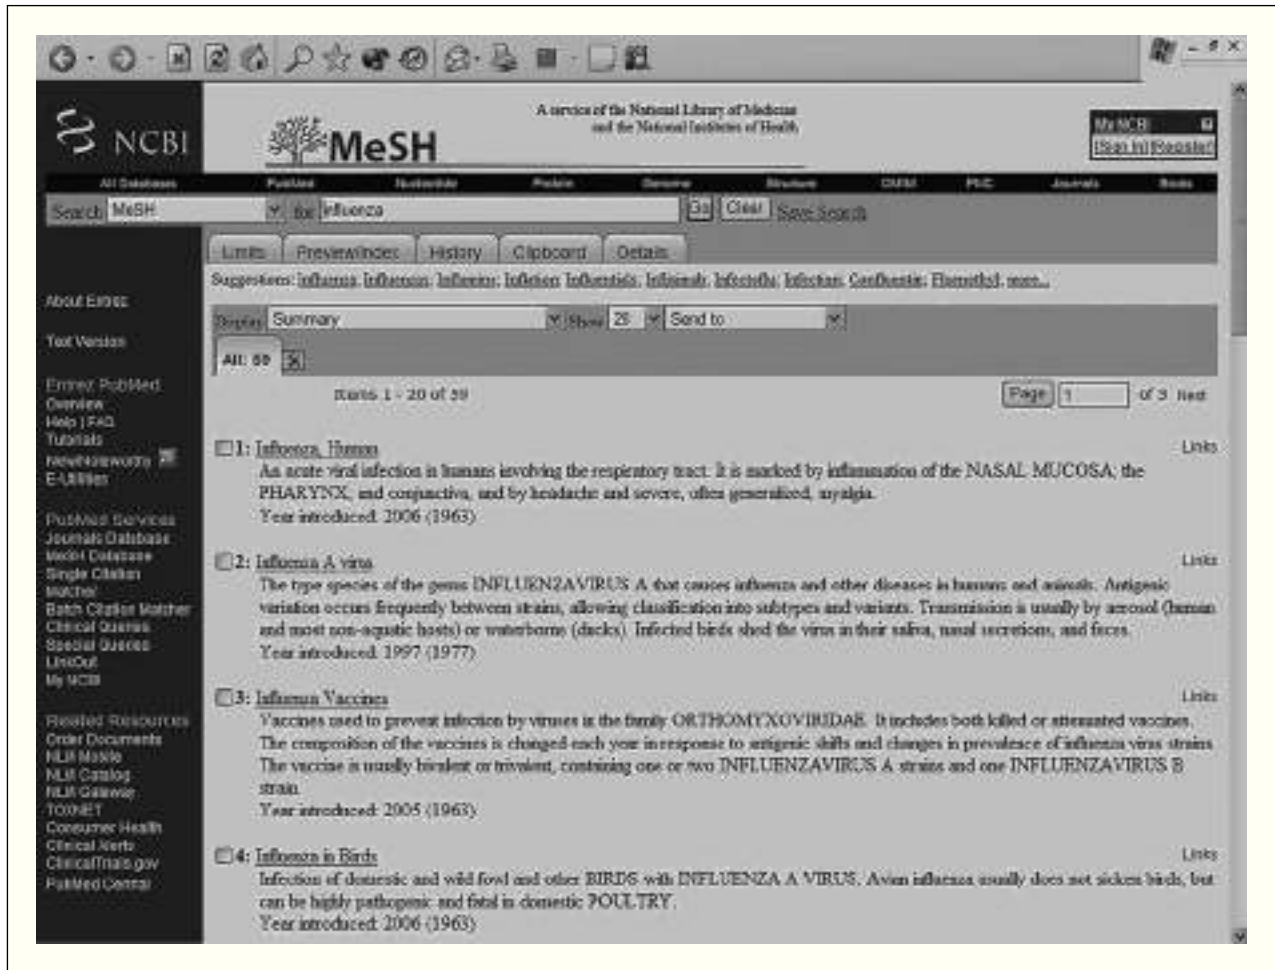 NCBI
MeSH
A service of the National Library of Medicine
and the National Institutes of Health
My NCBI
[Sign In] [Register]
All Databases PubMed Nucleotide Protein Genome Structure OMIM PMC Journals Books
Search MeSH for influenza Go Clear Save Search
Limits Preview/Index History Clipboard Details
Suggestions: more...
About Entrez
Display Summary Show 20 Send to
Text Version
All: 59
Items 1 - 20 of 59
Page 1 of 3 Next
Entrez PubMed
Overview
Help | FAQ
Tutorials
New/Noteworthy
E-Utilities
PubMed Services
Journals Database
MeSH Database
Single Citation
Matcher
Batch Citation Matcher
Clinical Queries
Special Queries
LinkOut
My NCBI
Related Resources
Order Documents
NLM Mobile
NLM Catalog
NLM Gateway
TOXNET
Consumer Health
Clinical Alerts
ClinicalTrials.gov
PubMed Central
1: Influenza, Human Links
An acute viral infection in humans involving the respiratory tract. It is marked by inflammation of the NASAL MUCOSA; the
PHARYNX; and conjunctiva, and by headache and severe, often generalized, myalgia.
Year introduced: 2006 (1963)
2: Influenza A virus Links
The type species of the genus INFLUENZAVIRUS A that causes influenza and other diseases in humans and animals. Antigenic
variation occurs frequently between strains, allowing classification into subtypes and variants. Transmission is usually by aerosol (human
and most non-aquatic hosts) or waterborne (ducks). Infected birds shed the virus in their saliva, nasal secretions, and feces.
Year introduced: 1997 (1977)
3: Influenza Vaccines Links
Vaccines used to prevent infection by viruses in the family ORTHOMYXOVIRIDAE. It includes both killed or attenuated vaccines.
The composition of the vaccines is changed each year in response to antigenic shifts and changes in prevalence of influenza virus strains.
The vaccine is usually bivalent or trivalent, containing one or two INFLUENZAVIRUS A strains and one INFLUENZAVIRUS B
strain.
Year introduced: 2005 (1963)
4: Influenza in Birds Links
Infection of domestic and wild fowl and other BIRDS with INFLUENZA A VIRUS. Avian influenza usually does not sicken birds, but
can be highly pathogenic and fatal in domestic POULTRY.
Year introduced: 2006 (1963)